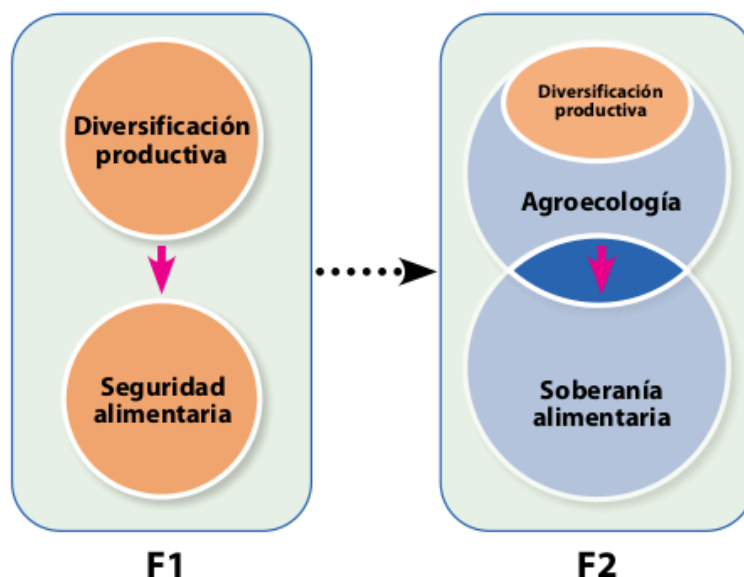 Diversificación
productiva
Seguridad
alimentaria
F1
Diversificación
productiva
Agroecología
Soberanía
alimentaria
F2